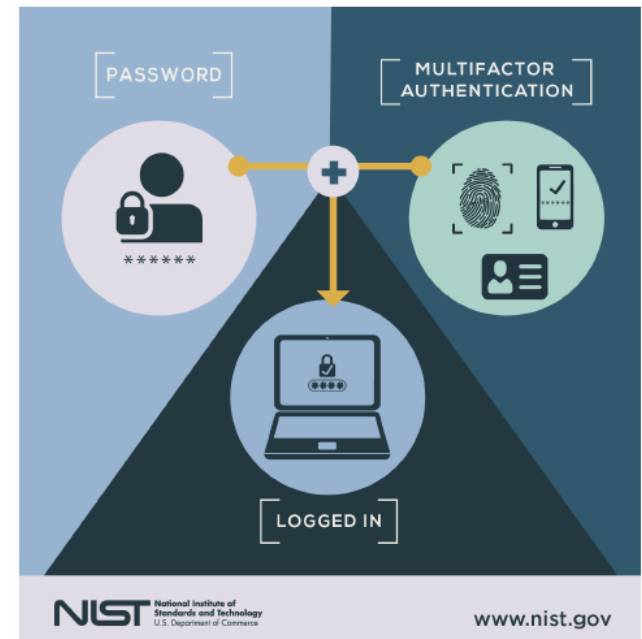 PASSWORD
MULTIFACTOR
AUTHENTICATION
******
****
LOGGED IN
NIST
National Institute of
Standards and Technology
U.S. Department of Commerce
www.nist.gov